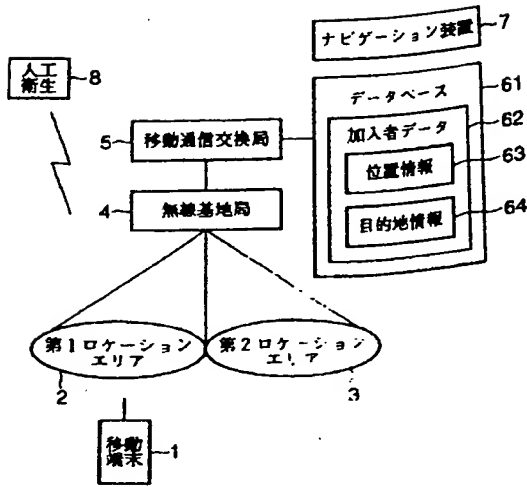 ナビゲーション装置
7
人工
衛生
8
データベース
61
加入者データ
62
位置情報
63
目的地情報
64
5
移動通信交換局
4
無線基地局
第1ロケーション
エリア
2
第2ロケーション
エリア
3
移動
端末
1